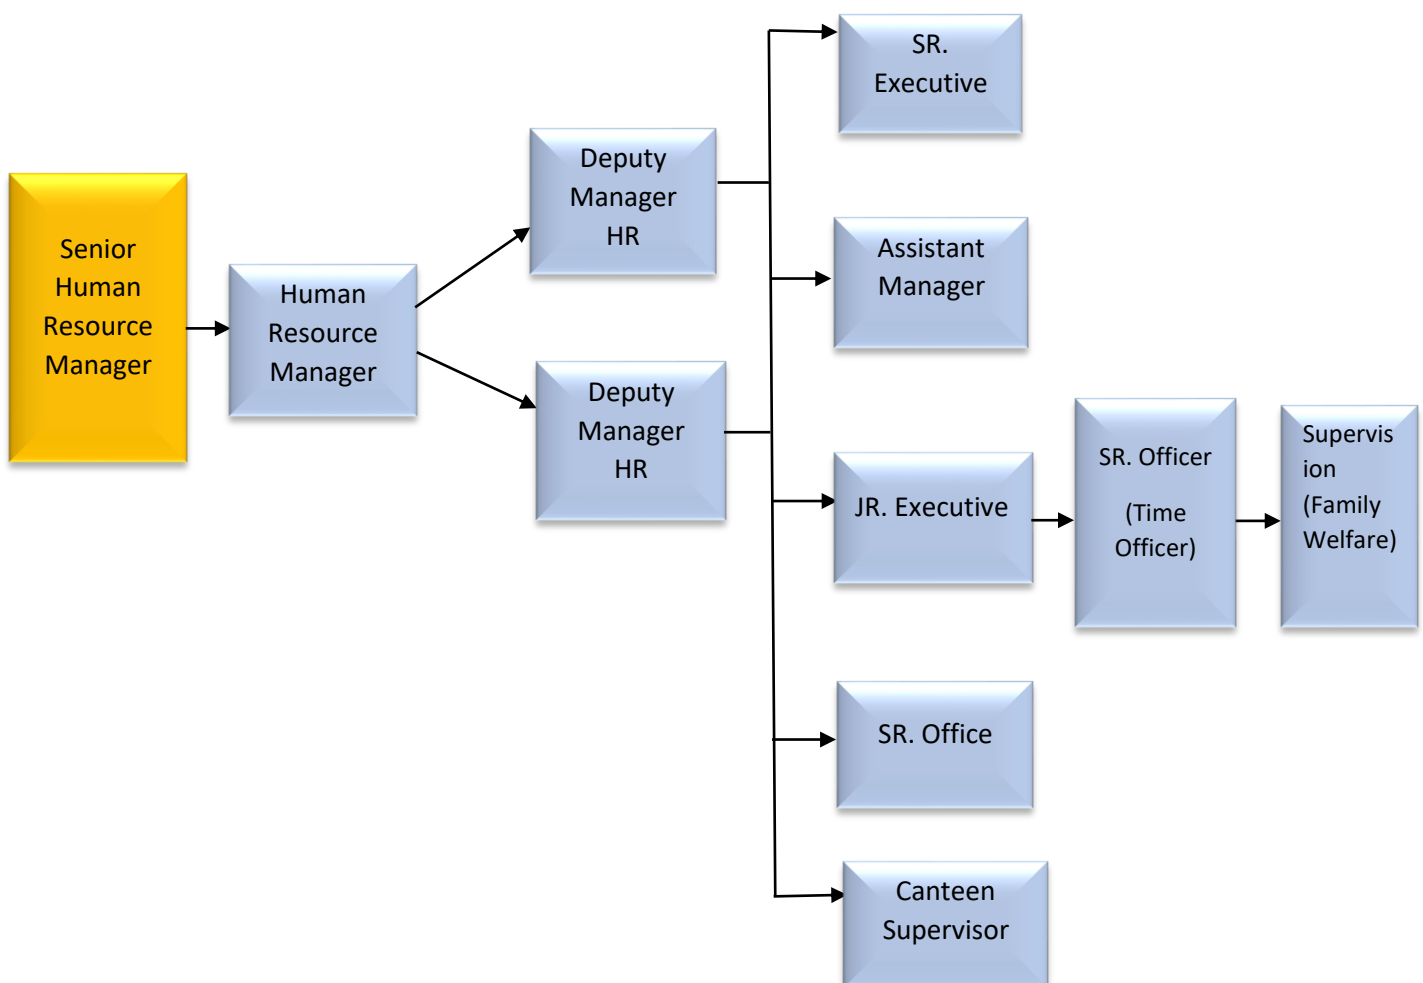 Senior
Human
Resource
Manager
Human
Resource
Manager
Deputy
Manager
HR
Deputy
Manager
HR
SR.
Executive
Assistant
Manager
JR. Executive
SR. Officer
(Time
Officer)
Supervis
ion
(Family
Welfare)
SR. Office
Canteen
Supervisor